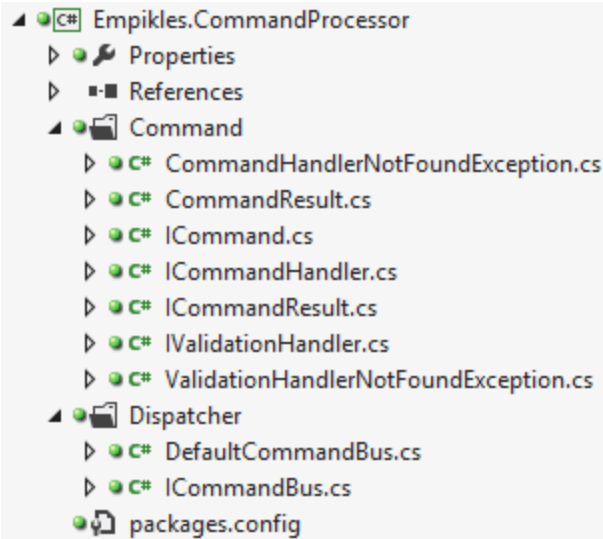 C# Empikles.CommandProcessor
Properties
References
Command
C# CommandHandlerNotFoundException.cs
C# CommandResult.cs
C# ICommand.cs
C# ICommandHandler.cs
C# ICommandResult.cs
C# IValidationHandler.cs
C# ValidationHandlerNotFoundException.cs
Dispatcher
C# DefaultCommandBus.cs
C# ICommandBus.cs
packages.config